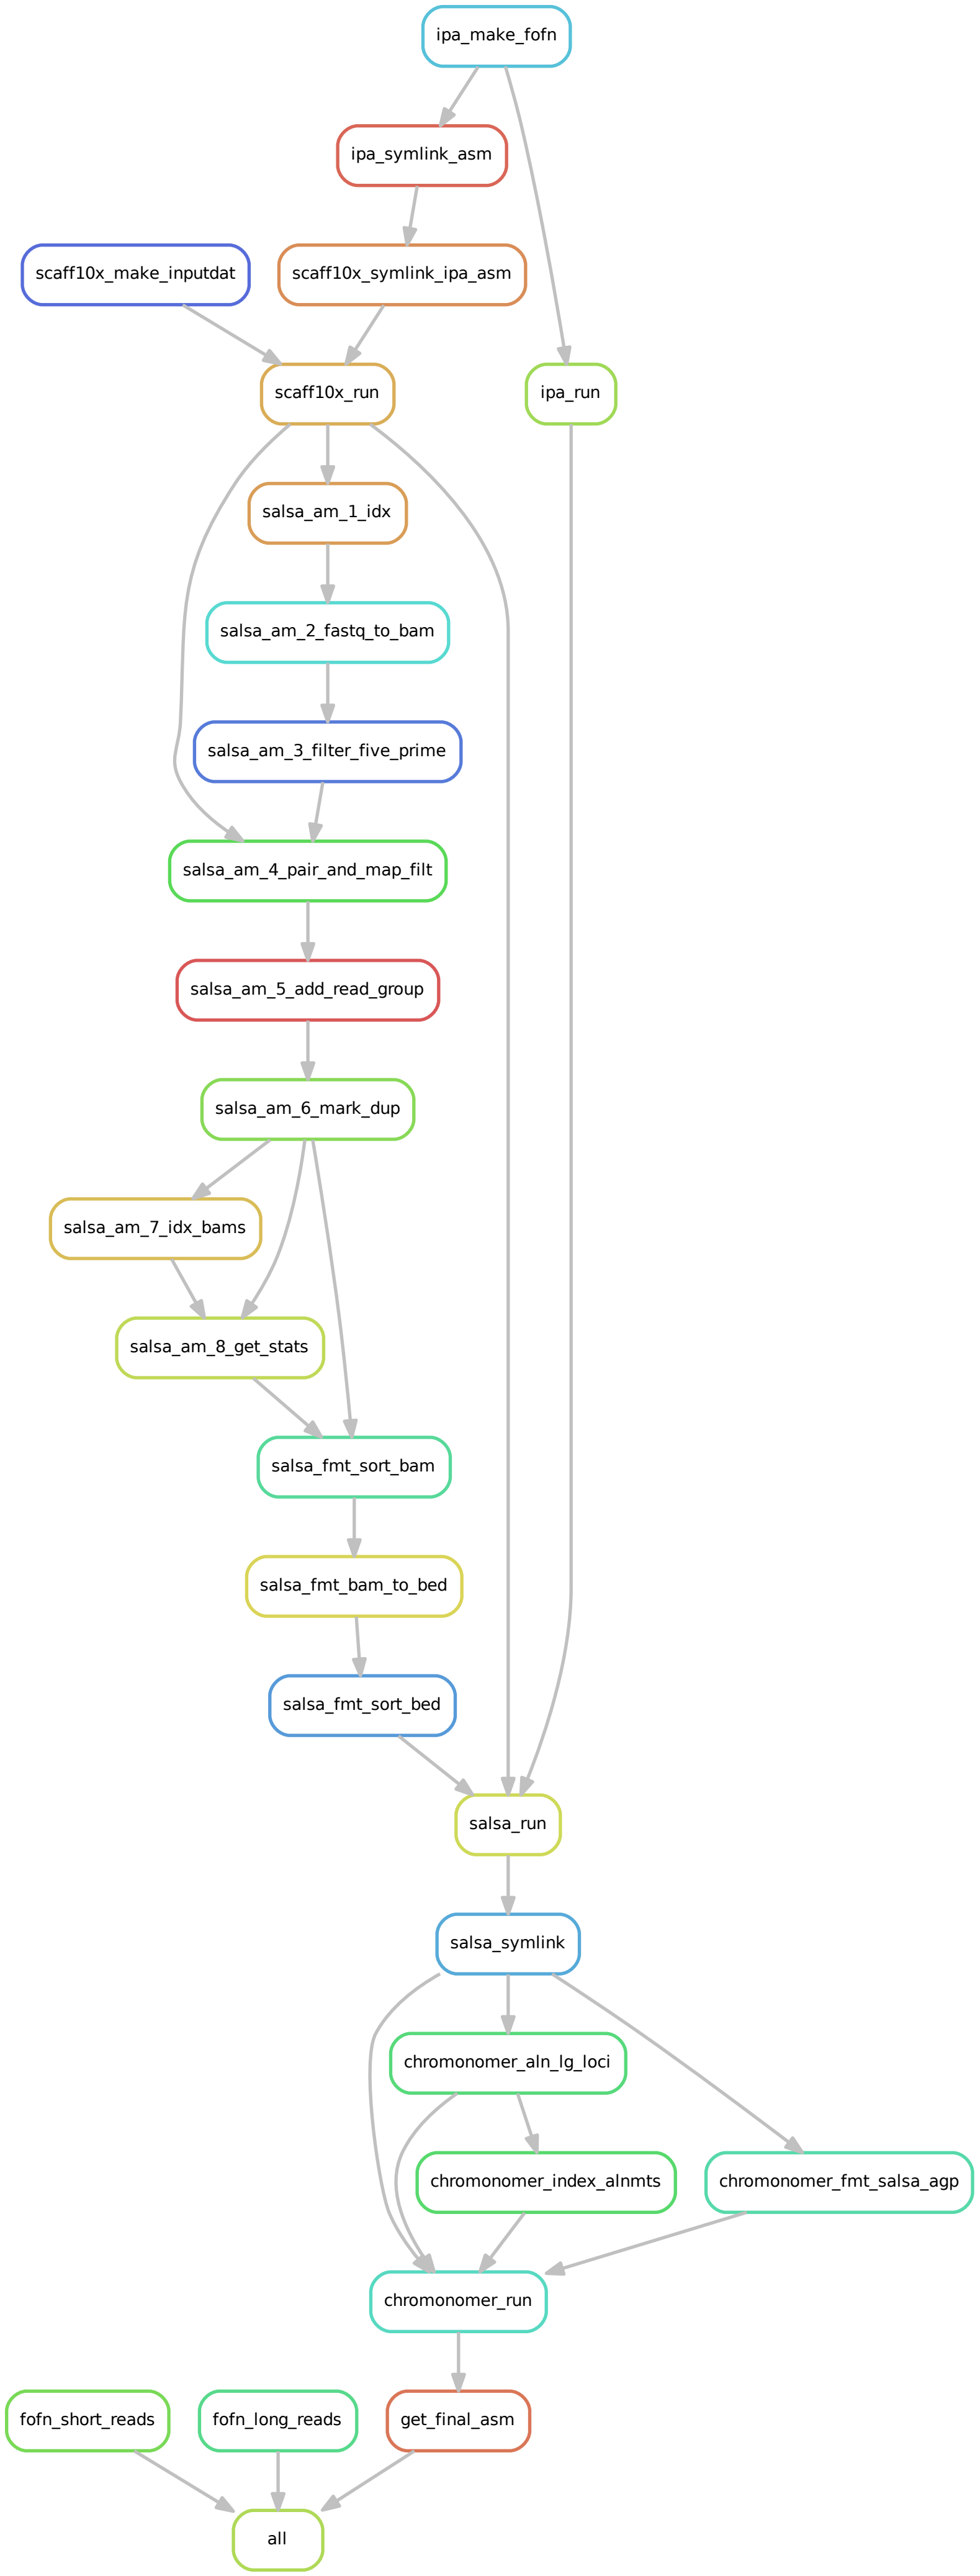 ipa_make_fofn
ipa_symlink_asm
scaff10x_make_inputdat
scaff10x_symlink_ipa_asm
scaff10x_run
ipa_run
salsa_am_1_idx
salsa_am_2_fastq_to_bam
salsa_am_3_filter_five_prime
salsa_am_4_pair_and_map_filt
salsa_am_5_add_read_group
salsa_am_6_mark_dup
salsa_am_7_idx_bams
salsa_am_8_get_stats
salsa_fmt_sort_bam
salsa_fmt_bam_to_bed
salsa_fmt_sort_bed
salsa_run
salsa_symlink
chromonomer_aln_lg_loci
chromonomer_index_alnmts
chromonomer_fmt_salsa_agp
chromonomer_run
fofn_short_reads
fofn_long_reads
get_final_asm
all